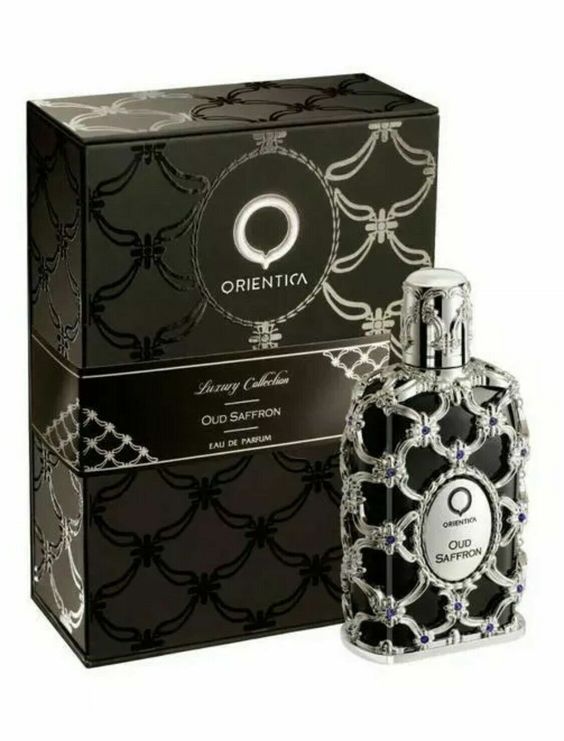 ORIENTICA
Luxury Collection
OUD SAFFRON
EAU DE PARFUM
ORIENTICA
OUD
SAFFRON